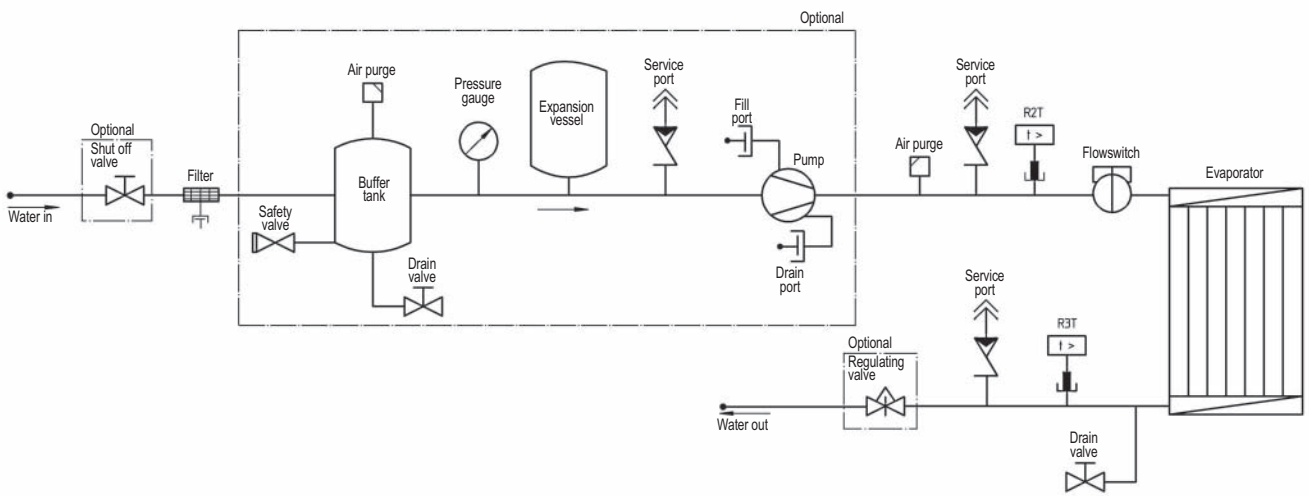 Optional
Air purge
Pressure
gauge
Expansion
vessel
Service
port
Fill
port
Pump
Service
port
R2T
t >
Air purge
Flowswitch
Evaporator
Optional
Shut off
valve
Filter
Water in
Buffer
tank
Safety
valve
Drain
valve
Drain
port
Service
port
R3T
t >
Optional
Regulating
valve
Water out
Drain
valve